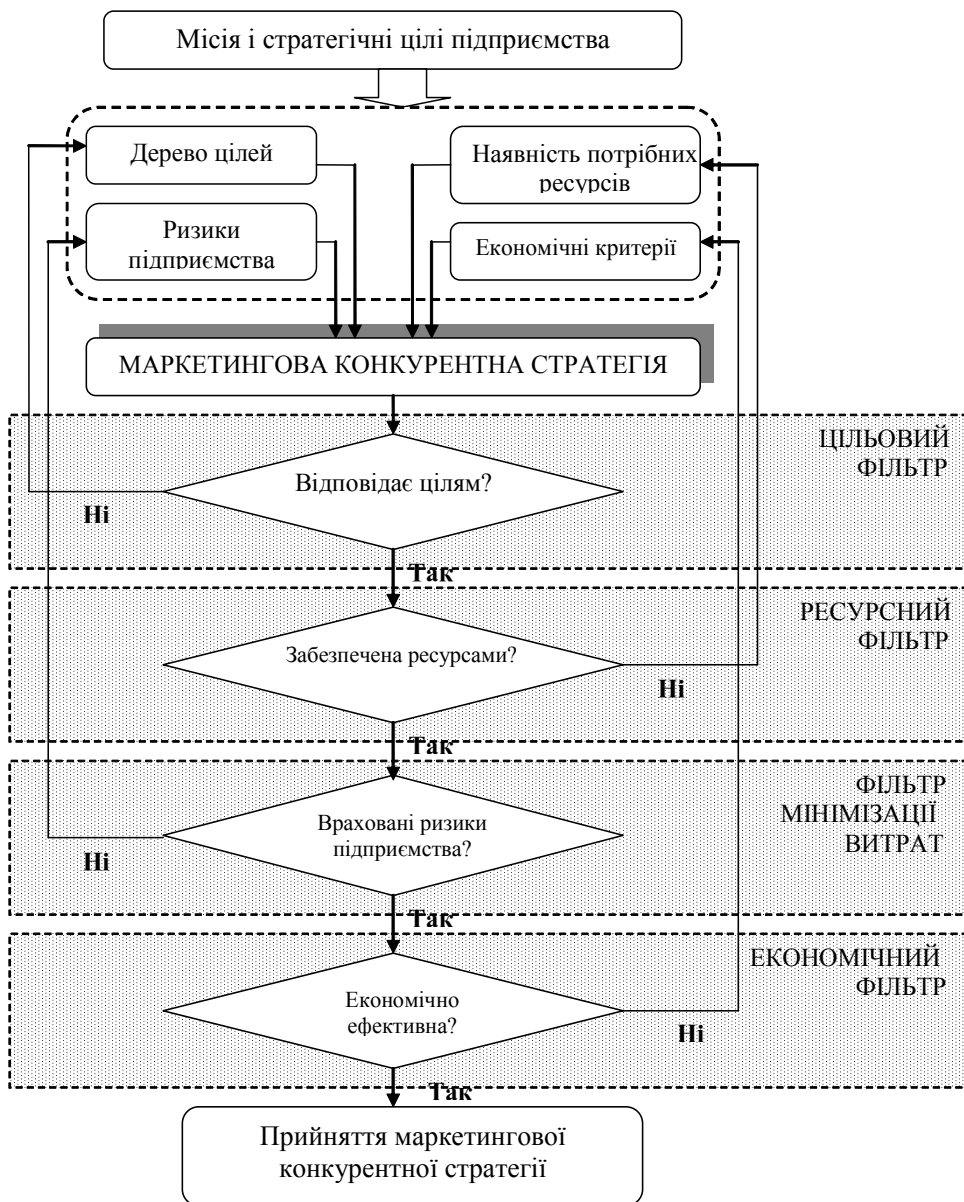 Місія і стратегічні цілі підприємства
Дерево цілей
Наявність потрібних
ресурсів
Ризики
підприємства
Економічні критерії
МАРКЕТИНГОВА КОНКУРЕНТНА СТРАТЕГІЯ
ЦІЛЬОВИЙ
ФІЛЬТР
Відповідає цілям?
Ні
Так
РЕСУРСНИЙ
ФІЛЬТР
Забезпечена ресурсами?
Ні
Так
ФІЛЬТР
МІНІМІЗАЦІЇ
ВИТРАТ
Враховані ризики
підприємства?
Ні
Так
ЕКОНОМІЧНИЙ
ФІЛЬТР
Економічно
ефективна?
Ні
Так
Прийняття маркетингової
конкурентної стратегії